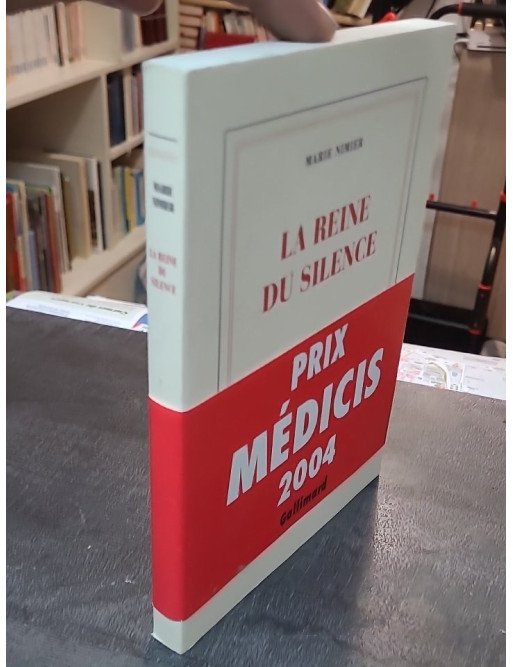 MARIE
NIMIER
LA REINE
DU
SILENCE
MARIE NIMIER
LA REINE
DU SILENCE
PRIX
MÉDICIS
2004
Gallimard